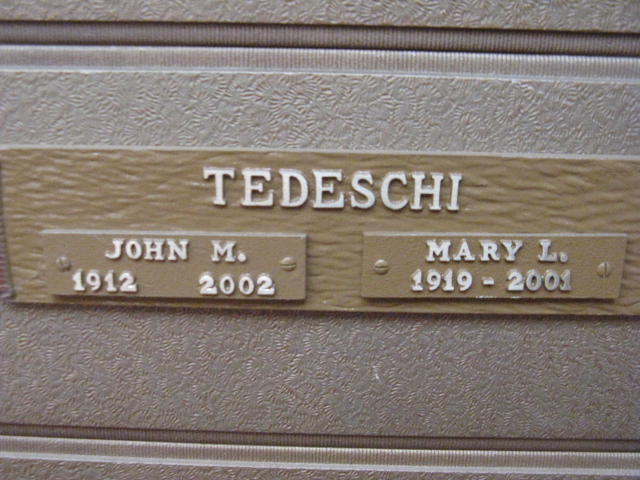 TEDESCHI
JOHN M.
1912 2002
MARY L.
1919 - 2001